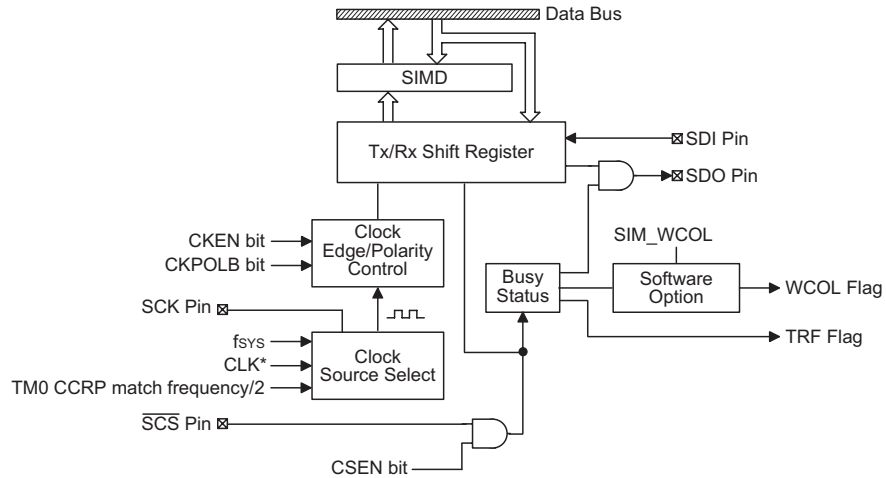 Data Bus
SIMD
Tx/Rx Shift Register
SDI Pin
SDO Pin
CKEN bit
CKPOLB bit
Clock
Edge/Polarity
Control
SIM_WCOL
Busy
Status
Software
Option
WCOL Flag
TRF Flag
SCK Pin
fSYS
CLK*
TM0 CCRP match frequency/2
Clock
Source Select
SCS Pin
CSEN bit